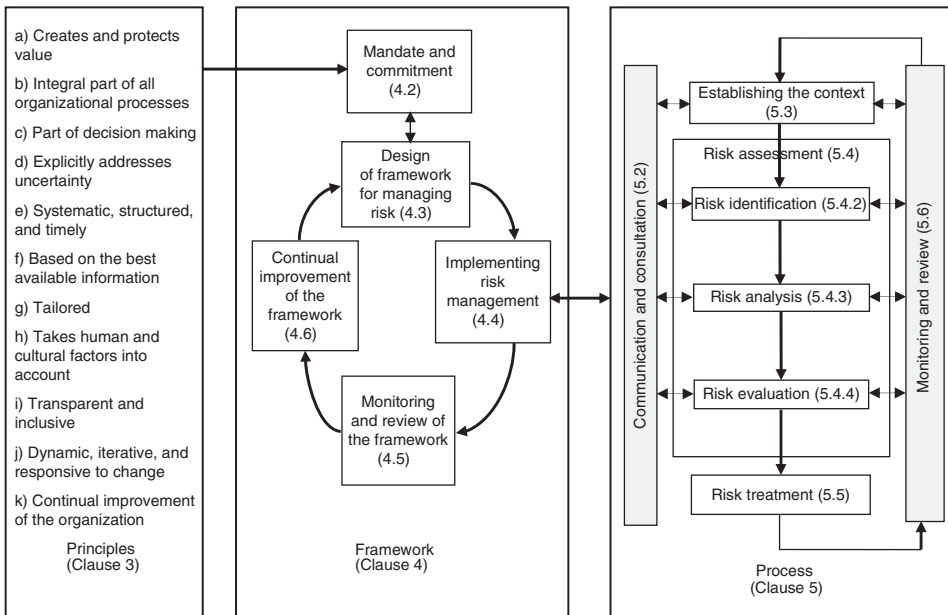 a) Creates and protects
value
b) Integral part of all
organizational processes
c) Part of decision making
d) Explicitly addresses
uncertainty
e) Systematic, structured,
and timely
f) Based on the best
available information
g) Tailored
h) Takes human and
cultural factors into
account
i) Transparent and
inclusive
j) Dynamic, iterative, and
responsive to change
k) Continual improvement
of the organization
Principles
(Clause 3)
Mandate and
commitment
(4.2)
Design
of framework
for managing
risk (4.3)
Continual
improvement
of the
framework
(4.6)
Implementing
risk
management
(4.4)
Monitoring
and review of
the framework
(4.5)
Framework
(Clause 4)
Communication and consultation (5.2)
Establishing the context
(5.3)
Risk assessment (5.4)
Risk identification (5.4.2)
Risk analysis (5.4.3)
Risk evaluation (5.4.4)
Risk treatment (5.5)
Monitoring and review (5.6)
Process
(Clause 5)